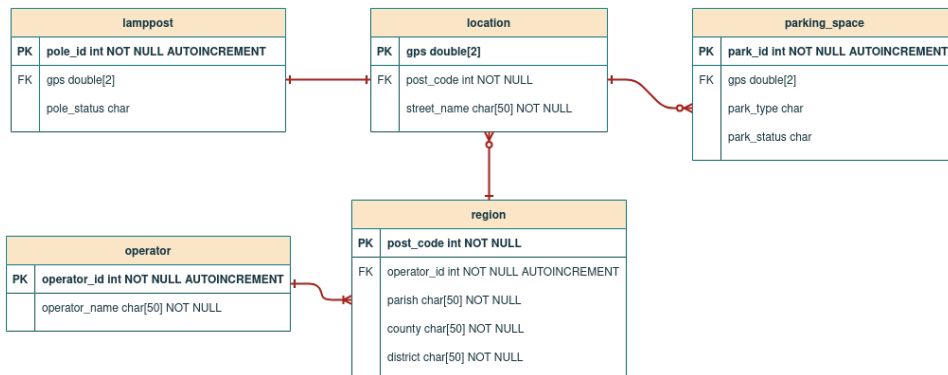 lamppost
PK pole_id int NOT NULL AUTOINCREMENT
FK gps double[2]
pole_status char
location
PK gps double[2]
FK post_code int NOT NULL
street_name char[50] NOT NULL
parking_space
PK park_id int NOT NULL AUTOINCREMENT
FK gps double[2]
park_type char
park_status char
operator
PK operator_id int NOT NULL AUTOINCREMENT
operator_name char[50] NOT NULL
region
PK post_code int NOT NULL
FK operator_id int NOT NULL AUTOINCREMENT
parish char[50] NOT NULL
county char[50] NOT NULL
district char[50] NOT NULL